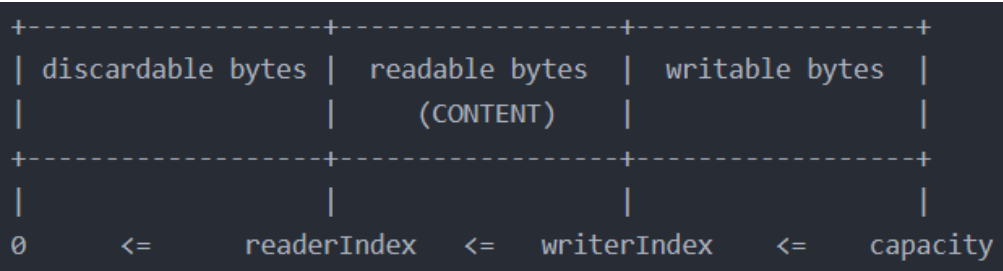 +-------------------+------------------+------------------+
| discardable bytes |  readable bytes  |  writable bytes  |
|                   |     (CONTENT)    |                  |
+-------------------+------------------+------------------+
|                   |                  |                  |
0      <=      readerIndex   <=   writerIndex    <=    capacity